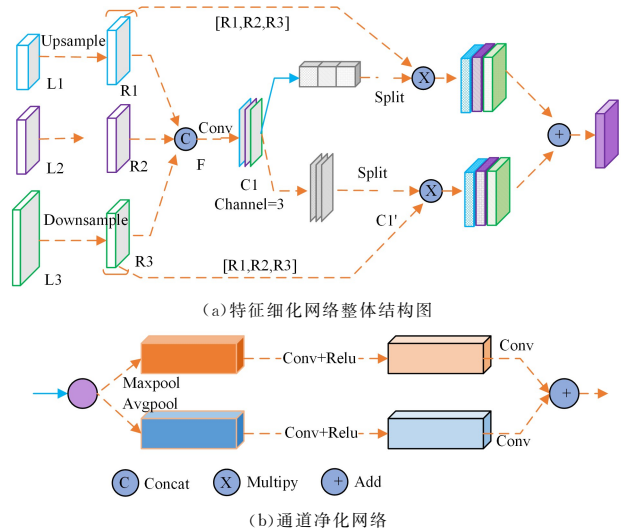 [R1,R2,R3]
Upsample
L1
R1
Split
X
Conv
C
F
L2
R2
C1
Channel=3
Split
X
C1'
+
Downsample
L3
R3
[R1,R2,R3]
(a)特征细化网络整体结构图
Maxpool
Avgpool
Conv+Relu
Conv
Conv+Relu
Conv
+
C Concat
X Multipy
+ Add
(b)通道净化网络